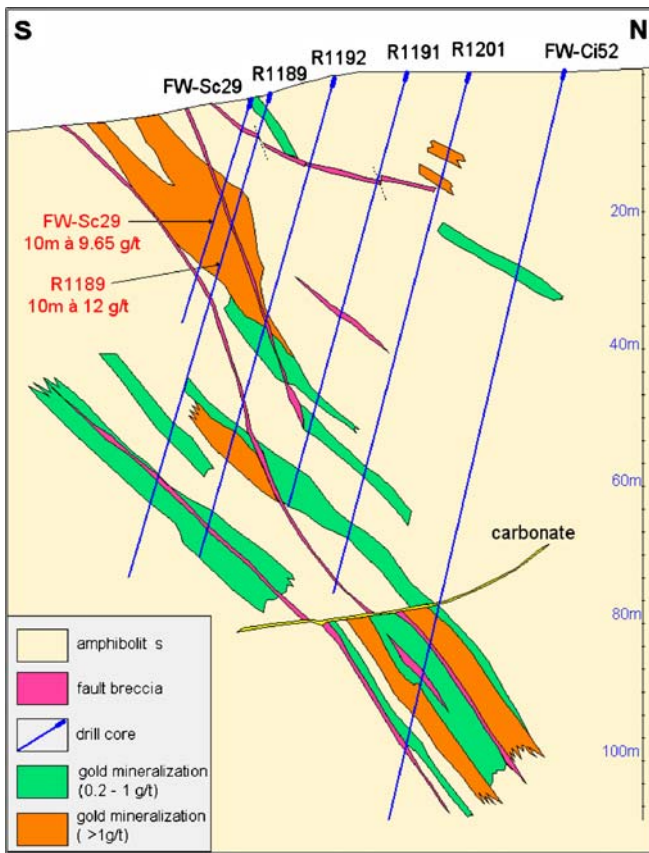 S
N
FW-Sc29
R1189
R1192
R1191
R1201
FW-Ci52
20m
FW-Sc29
10m à 9.65 g/t
R1189
10m à 12 g/t
40m
60m
carbonate
80m
100m
amphibolit s
fault breccia
drill core
gold mineralization
(0.2 - 1 g/t)
gold mineralization
( >1g/t)